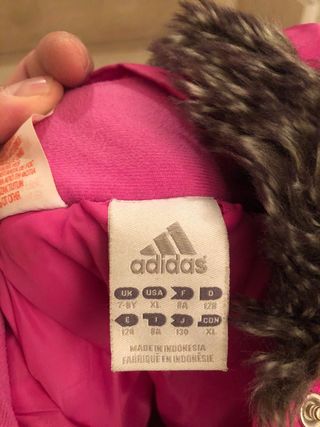 adidas
UK USA F D
7-8Y XL 8A 128
E I J CDN
128 8A 130 XL
MADE IN INDONESIA
FABRIQUÉ EN INDONÉSIE